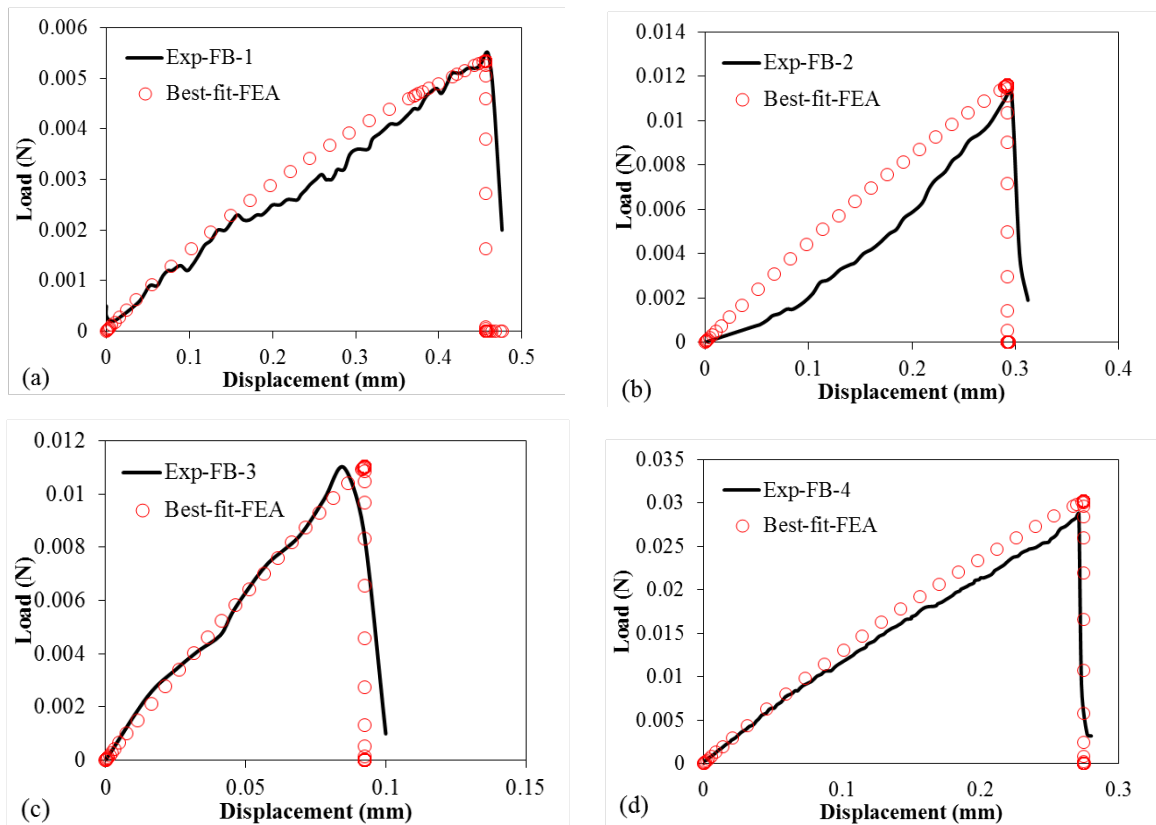 0.006
0.005
0.004
0.003
0.002
0.001
0
Load (N)
Exp-FB-1
Best-fit-FEA
0 0.1 0.2 0.3 0.4 0.5
Displacement (mm)
(a)
0.014
0.012
0.01
0.008
0.006
0.004
0.002
0
Load (N)
Exp-FB-2
Best-fit-FEA
0 0.1 0.2 0.3 0.4
Displacement (mm)
(b)
0.012
0.01
0.008
0.006
0.004
0.002
0
Load (N)
Exp-FB-3
Best-fit-FEA
0 0.05 0.1 0.15
Displacement (mm)
(c)
0.035
0.03
0.025
0.02
0.015
0.01
0.005
0
Load (N)
Exp-FB-4
Best-fit-FEA
0 0.1 0.2 0.3
Displacement (mm)
(d)